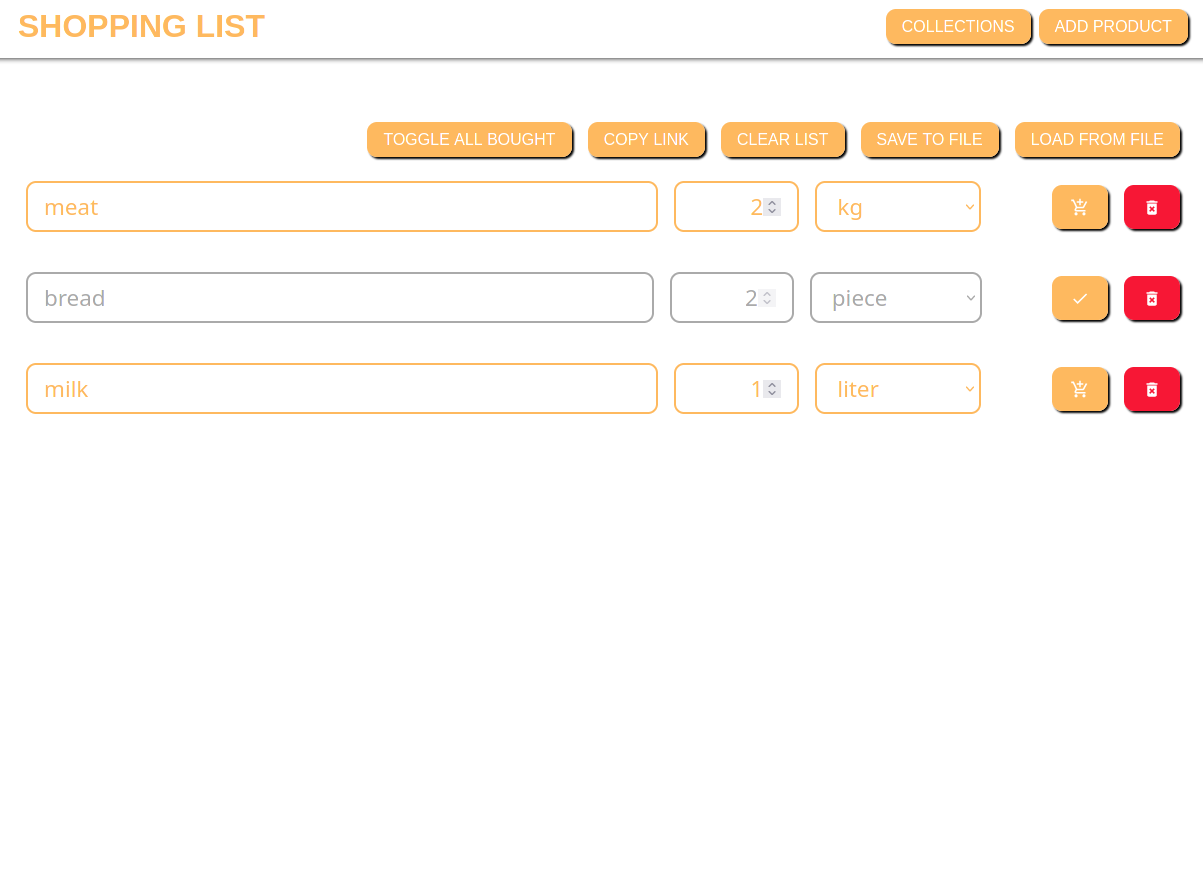 SHOPPING LIST COLLECTIONS ADD PRODUCT
TOGGLE ALL BOUGHT COPY LINK CLEAR LIST SAVE TO FILE LOAD FROM FILE
meat 2 kg
bread 2 piece
milk 1 liter